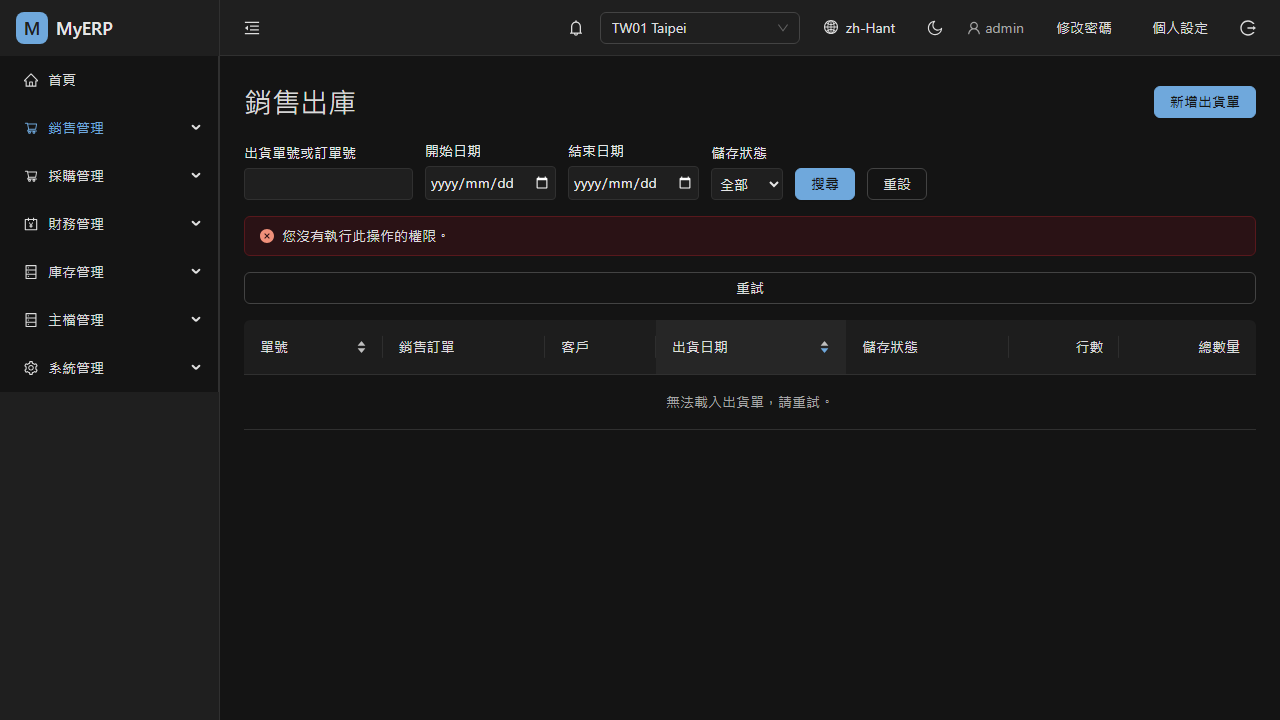 M MyERP
TW01 Taipei
zh-Hant
admin
修改密碼
個人設定
首頁
銷售管理
採購管理
財務管理
庫存管理
主檔管理
系統管理
銷售出庫
新增出貨單
出貨單號或訂單號
開始日期
結束日期
儲存狀態
yyyy/mm/dd
yyyy/mm/dd
全部
搜尋
重設
您沒有執行此操作的權限。
重試
單號 銷售訂單 客戶 出貨日期 儲存狀態 行數 總數量
無法載入出貨單，請重試。